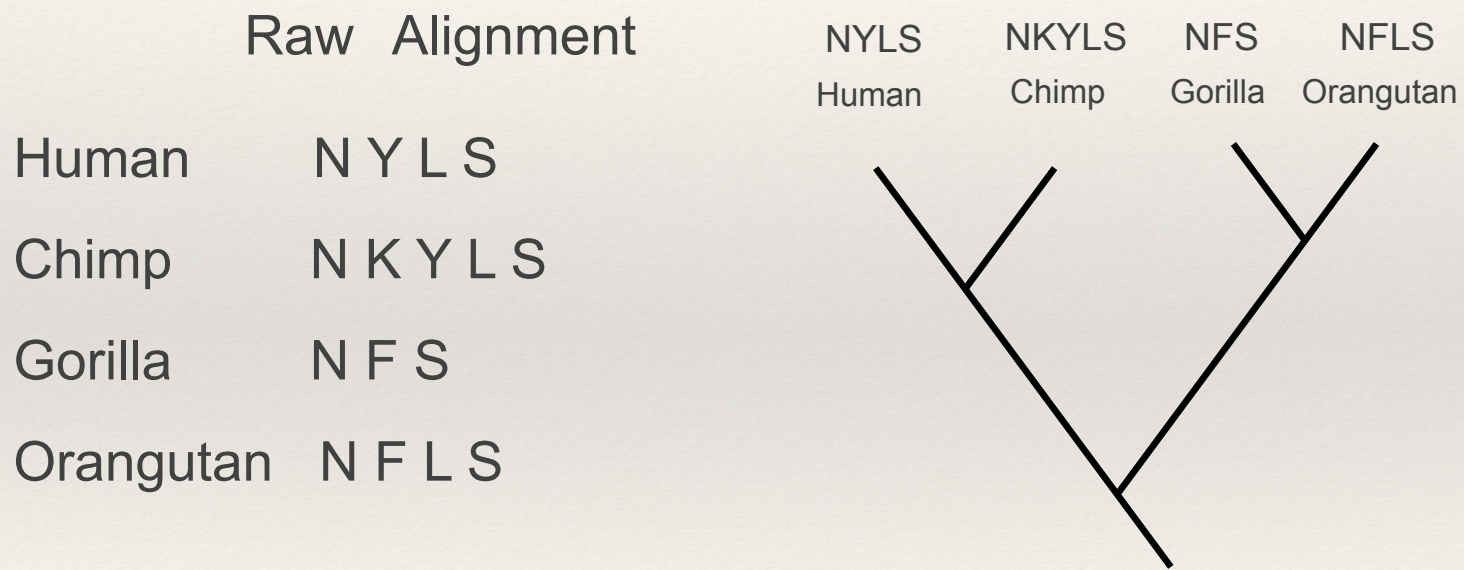 Raw Alignment
Human N Y L S
Chimp N K Y L S
Gorilla N F S
Orangutan N F L S
NYLS NKYLS NFS NFLS
Human Chimp Gorilla Orangutan